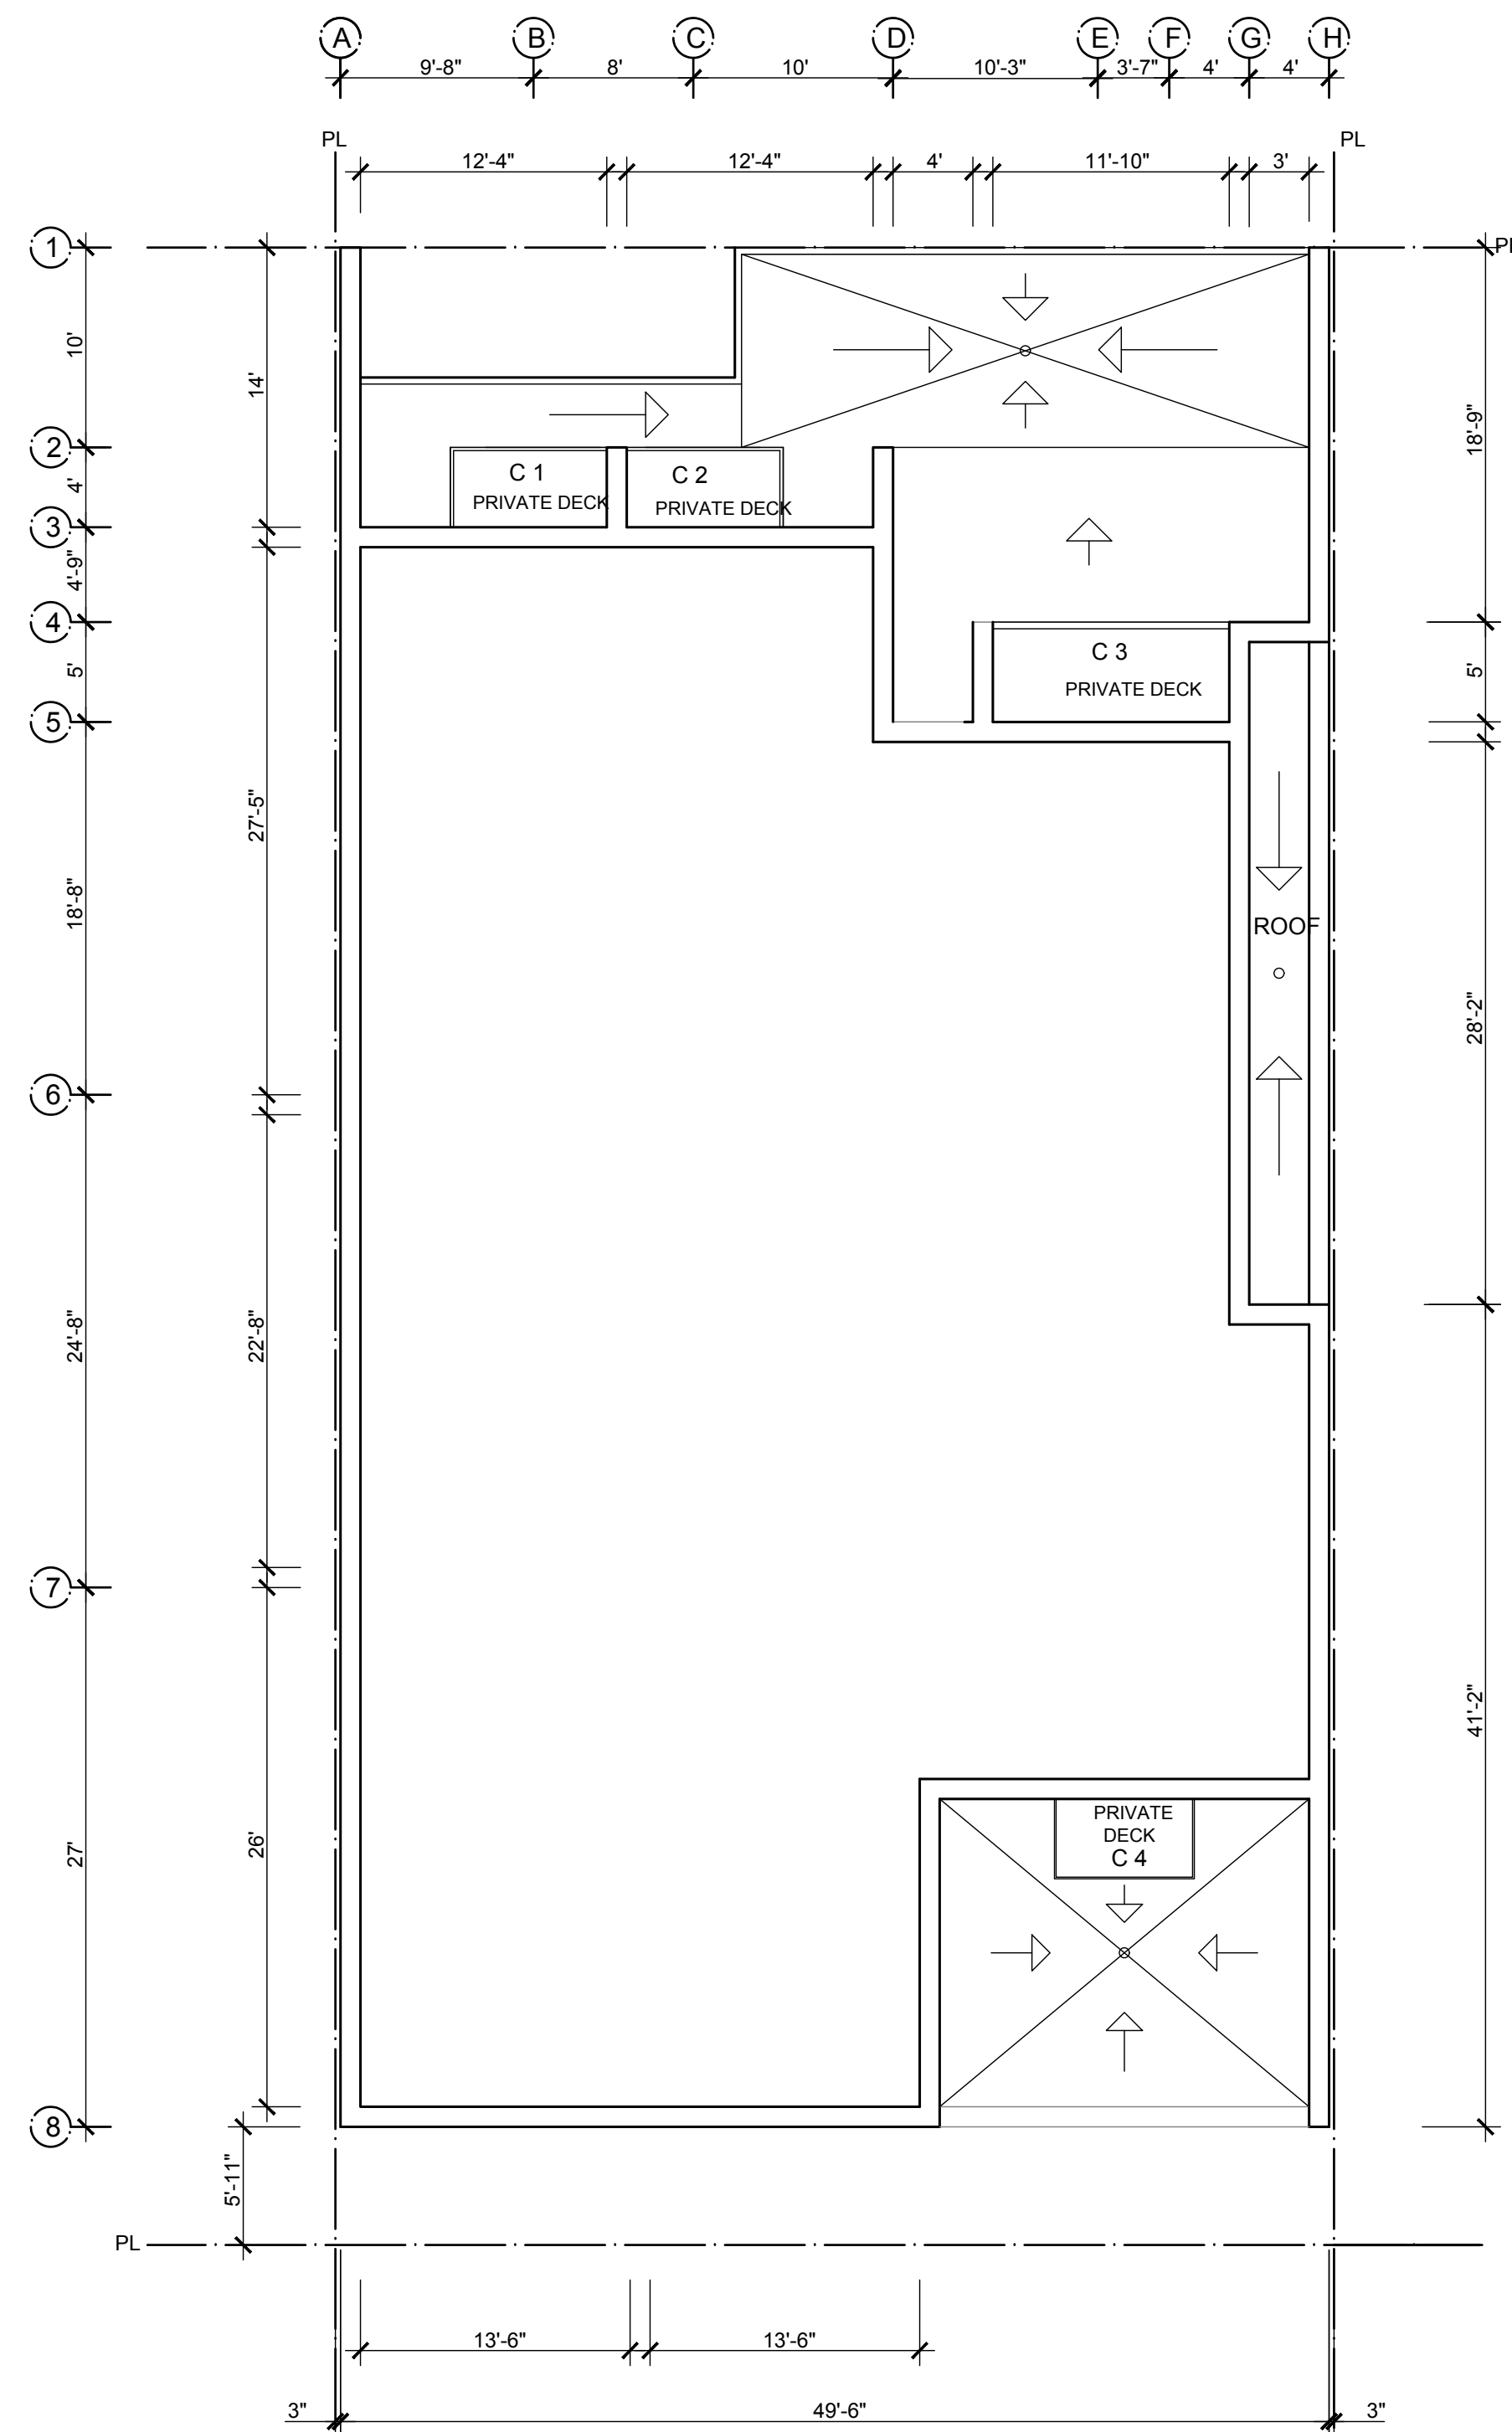 A B C D E F G H
9'-8" 8' 10' 10'-3" 3'-7" 4' 4'
PL PL
12'-4" 12'-4" 4' 11'-10" 3'
1
PL
10'
14'
18'-9"
2
C 1
C 2
PRIVATE DECK
PRIVATE DECK
4'
3
4'-9"
4
C 3
5'
5'
PRIVATE DECK
5
27'-5"
18'-8"
ROOF
28'-2"
6
24'-8"
22'-8"
7
41'-2"
PRIVATE
DECK
C 4
27'
26'
8
5'-11"
PL
13'-6" 13'-6"
3" 49'-6" 3"